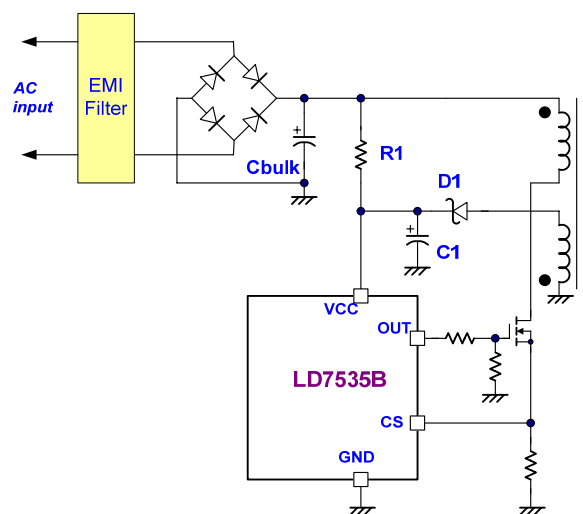 AC
input
EMI
Filter
Cbulk
R1
D1
C1
VCC
OUT
LD7535B
CS
GND